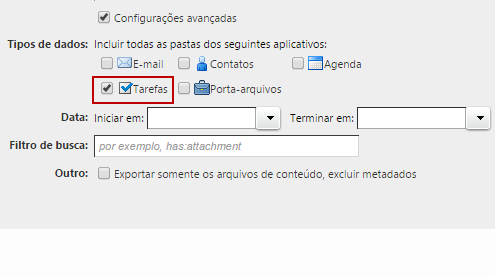 Configurações avançadas
Tipos de dados: Incluir todas as pastas dos seguintes aplicativos:
E-mail Contatos Agenda
Tarefas Porta-arquivos
Data: Iniciar em: Terminar em:
Filtro de busca: por exemplo, has:attachment
Outro: Exportar somente os arquivos de conteúdo, excluir metadados